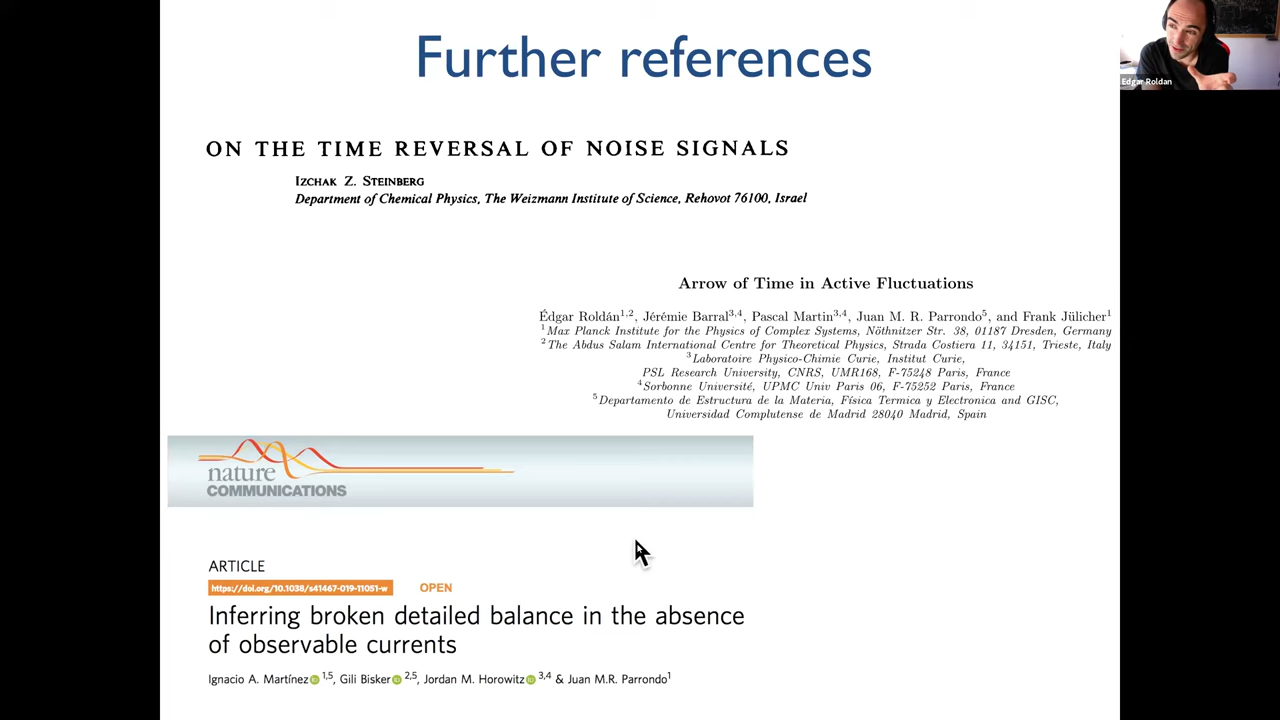 Further references
Edgar Roldan
ON THE TIME REVERSAL OF NOISE SIGNALS
IZCHAK Z. STEINBERG
Department of Chemical Physics, The Weizmann Institute of Science, Rehovot 76100, Israel
Arrow of Time in Active Fluctuations
Édgar Roldán1,2, Jérémie Barral3,4, Pascal Martin3,4, Juan M. R. Parrondo5, and Frank Jülicher1
1Max Planck Institute for the Physics of Complex Systems, Nöthnitzer Str. 38, 01187 Dresden, Germany
2The Abdus Salam International Centre for Theoretical Physics, Strada Costiera 11, 34151, Trieste, Italy
3Laboratoire Physico-Chimie Curie, Institut Curie,
PSL Research University, CNRS, UMR168, F-75248 Paris, France
4Sorbonne Université, UPMC Univ Paris 06, F-75252 Paris, France
5Departamento de Estructura de la Materia, Física Termica y Electronica and GISC,
Universidad Complutense de Madrid 28040 Madrid, Spain
nature
COMMUNICATIONS
ARTICLE
https://doi.org/10.1038/s41467-019-11051-w OPEN
Inferring broken detailed balance in the absence
of observable currents
Ignacio A. Martínez 1,5, Gili Bisker 2,5, Jordan M. Horowitz 3,4 & Juan M.R. Parrondo1